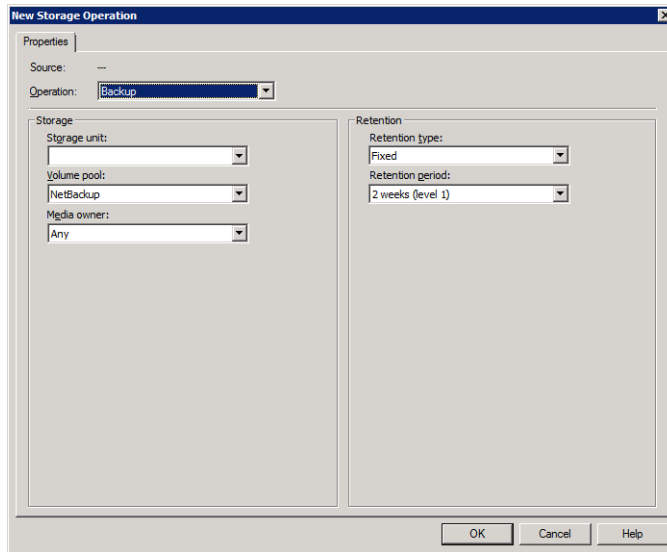 New Storage Operation
Properties
Source: ---
Operation: Backup
Storage
Storage unit:
Volume pool:
NetBackup
Media owner:
Any
Retention
Retention type:
Fixed
Retention period:
2 weeks (level 1)
OK Cancel Help